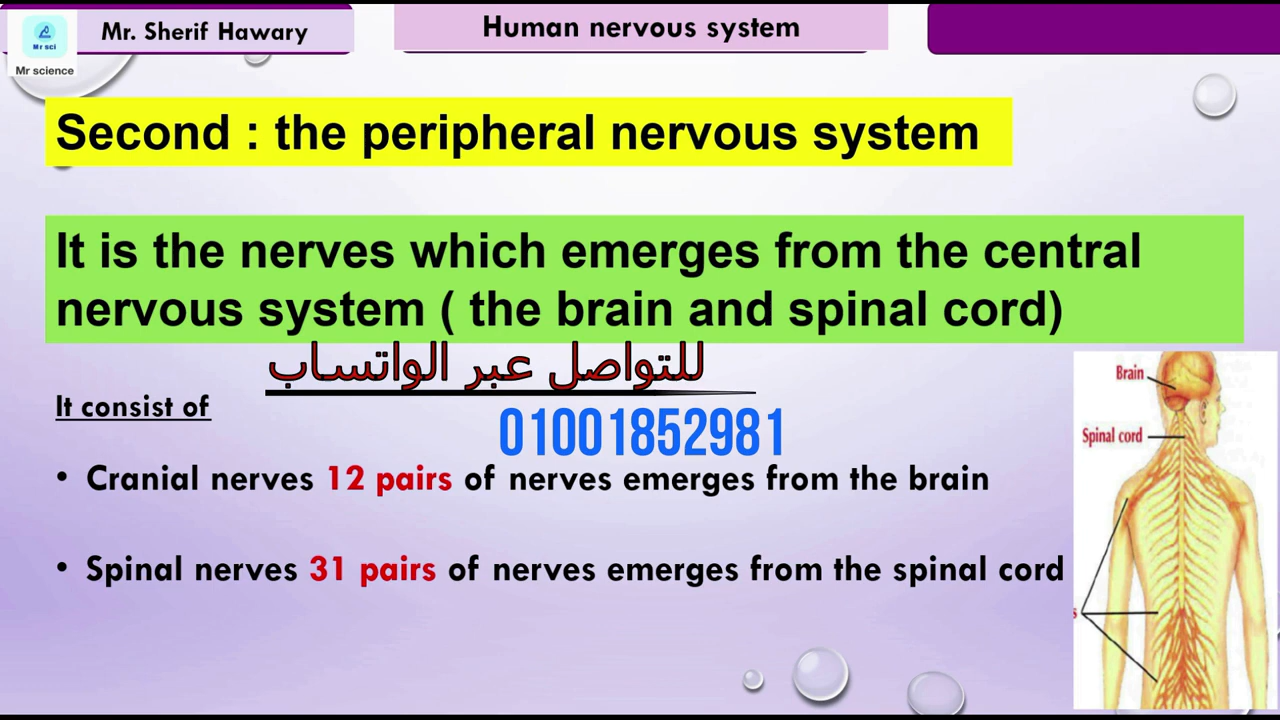 Mr. Sherif Hawary
Human nervous system
Mr sci
Mr science
Second : the peripheral nervous system
It is the nerves which emerges from the central
nervous system ( the brain and spinal cord)
للتواصل عبر الواتساب
01001852981
It consist of
• Cranial nerves 12 pairs of nerves emerges from the brain
• Spinal nerves 31 pairs of nerves emerges from the spinal cord
Brain
Spinal cord
s